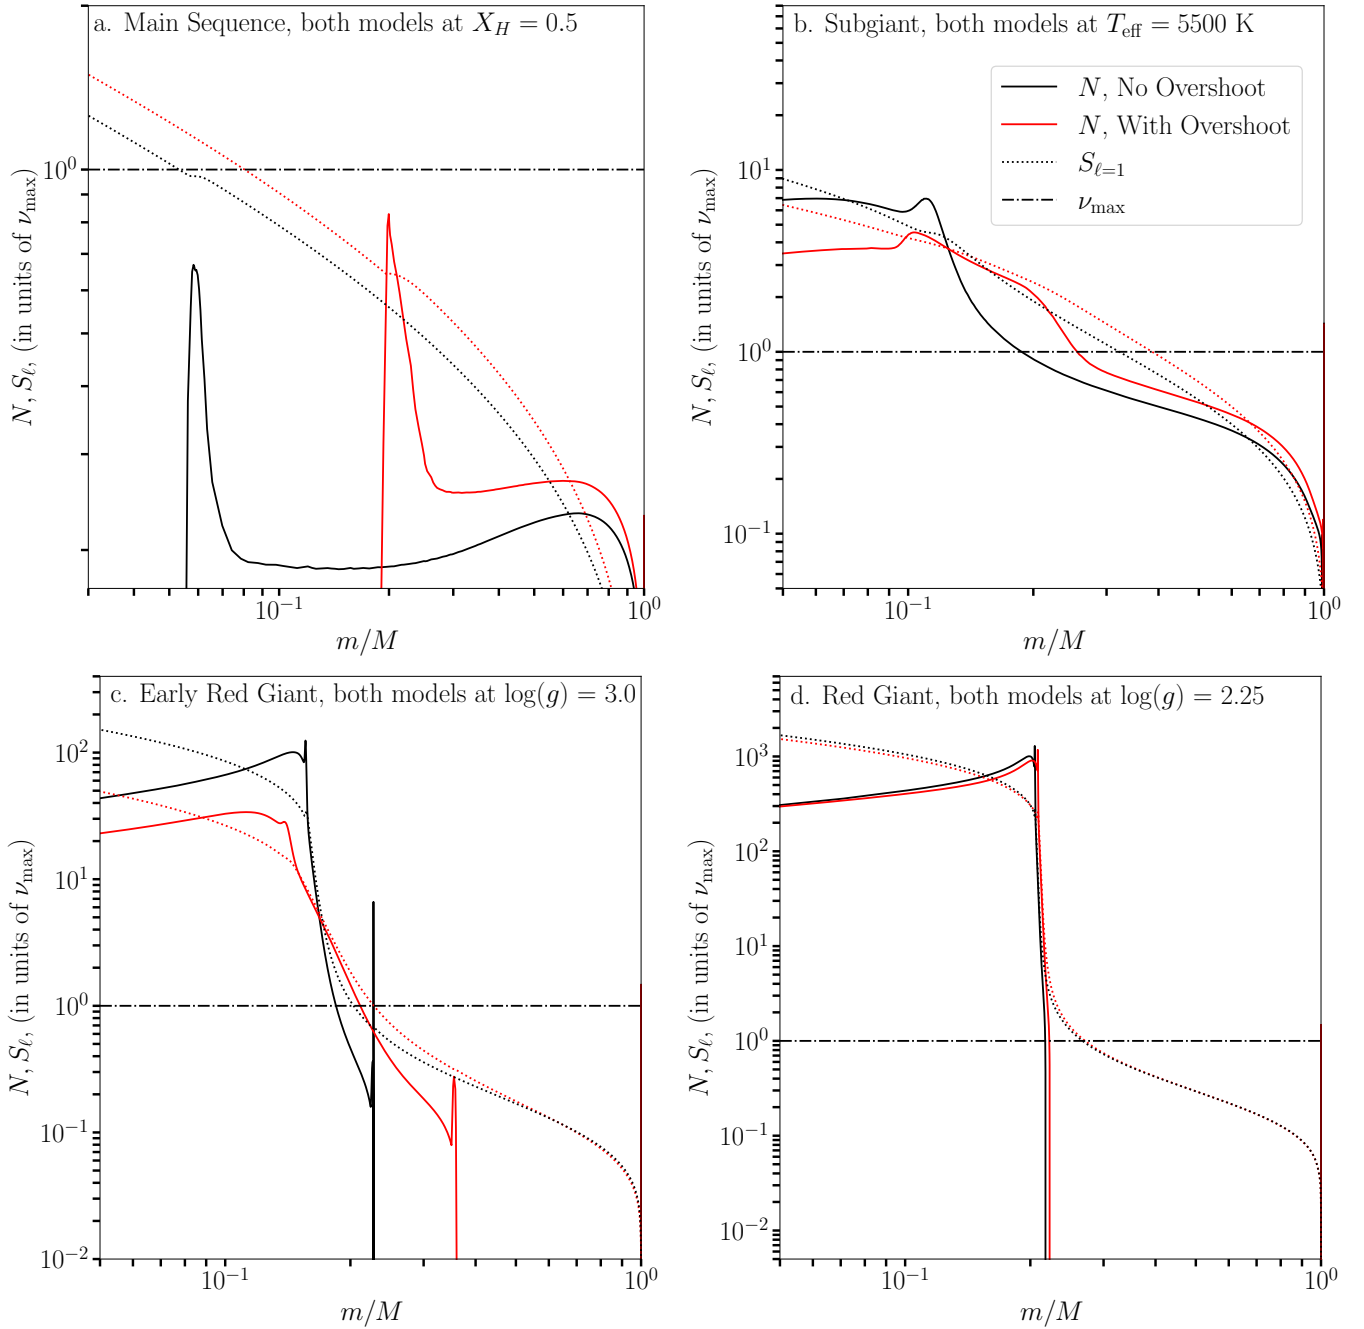 a. Main Sequence, both models at X_H = 0.5
10^0
N, S_ℓ, (in units of ν_max)
10^-1
10^0
m/M
b. Subgiant, both models at T_eff = 5500 K
N, No Overshoot
N, With Overshoot
S_ℓ=1
ν_max
10^1
10^0
10^-1
N, S_ℓ, (in units of ν_max)
10^-1
10^0
m/M
c. Early Red Giant, both models at log(g) = 3.0
10^2
10^1
10^0
10^-1
10^-2
N, S_ℓ, (in units of ν_max)
10^-1
10^0
m/M
d. Red Giant, both models at log(g) = 2.25
10^3
10^2
10^1
10^0
10^-1
10^-2
N, S_ℓ, (in units of ν_max)
10^-1
10^0
m/M